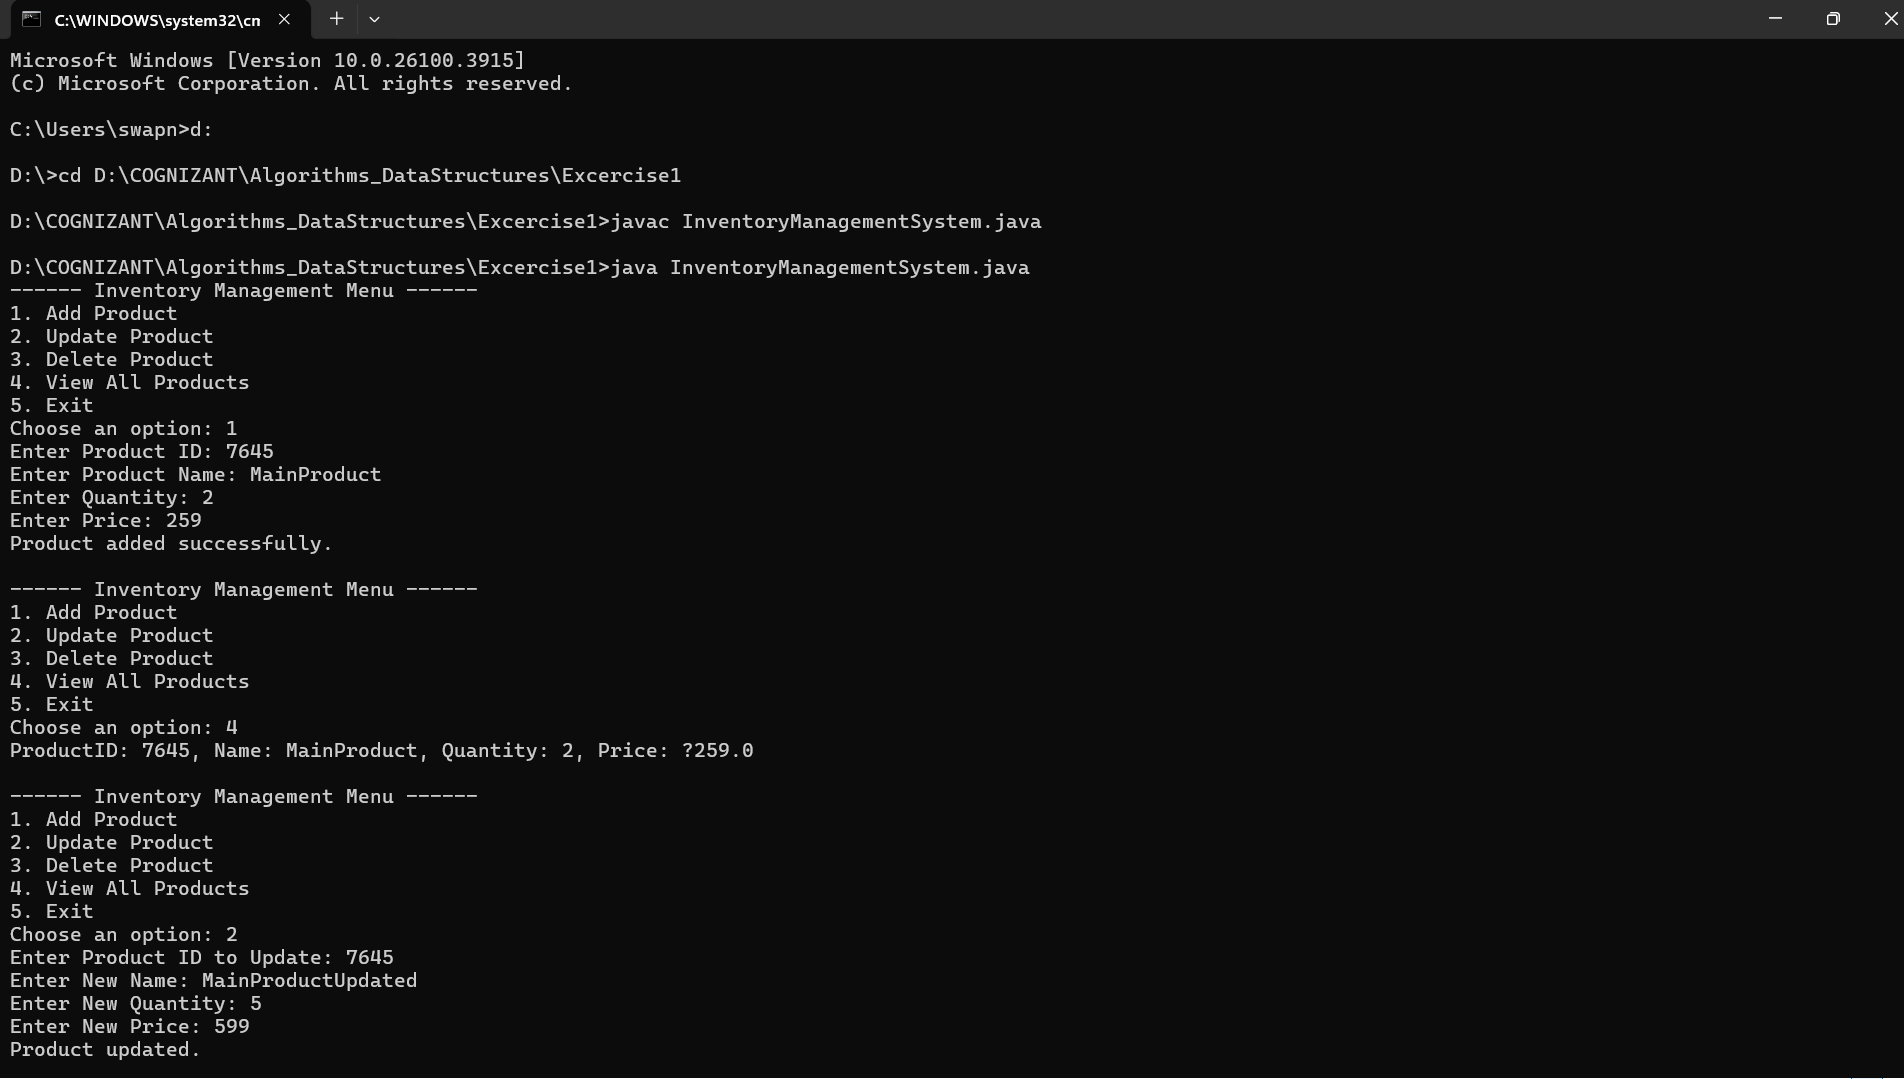 C:\WINDOWS\system32\cn
Microsoft Windows [Version 10.0.26100.3915]
(c) Microsoft Corporation. All rights reserved.
C:\Users\swapn>d:
D:\>cd D:\COGNIZANT\Algorithms_DataStructures\Excercise1
D:\COGNIZANT\Algorithms_DataStructures\Excercise1>javac InventoryManagementSystem.java
D:\COGNIZANT\Algorithms_DataStructures\Excercise1>java InventoryManagementSystem.java
------ Inventory Management Menu ------
1. Add Product
2. Update Product
3. Delete Product
4. View All Products
5. Exit
Choose an option: 1
Enter Product ID: 7645
Enter Product Name: MainProduct
Enter Quantity: 2
Enter Price: 259
Product added successfully.
------ Inventory Management Menu ------
1. Add Product
2. Update Product
3. Delete Product
4. View All Products
5. Exit
Choose an option: 4
ProductID: 7645, Name: MainProduct, Quantity: 2, Price: ?259.0
------ Inventory Management Menu ------
1. Add Product
2. Update Product
3. Delete Product
4. View All Products
5. Exit
Choose an option: 2
Enter Product ID to Update: 7645
Enter New Name: MainProductUpdated
Enter New Quantity: 5
Enter New Price: 599
Product updated.